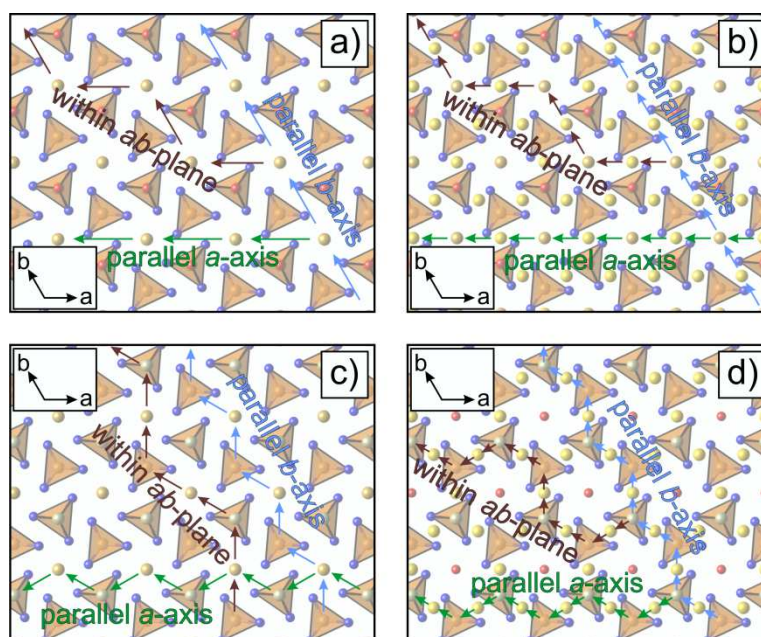 a)
within ab-plane
parallel b-axis
parallel a-axis
b
a
b)
within ab-plane
parallel b-axis
parallel a-axis
b
a
c)
b
a
within ab-plane
parallel b-axis
parallel a-axis
d)
b
a
within ab-plane
parallel b-axis
parallel a-axis